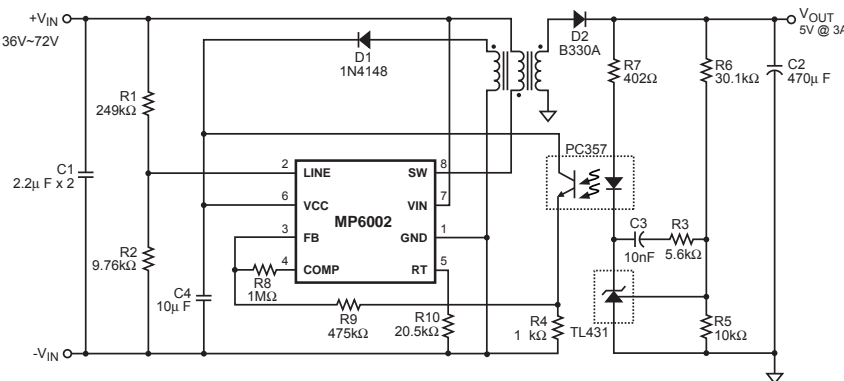 +VIN
36V~72V
D1
1N4148
D2
B330A
VOUT
5V @ 3A
R7
402Ω
R6
30.1kΩ
C2
470μ F
R1
249kΩ
C1
2.2μ F x 2
R2
9.76kΩ
C4
10μ F
2
LINE
SW
8
6
VCC
VIN
7
MP6002
3
FB
GND
1
4
COMP
RT
5
R8
1MΩ
R9
475kΩ
R10
20.5kΩ
R4
1 kΩ
PC357
C3
10nF
R3
5.6kΩ
TL431
R5
10kΩ
-VIN